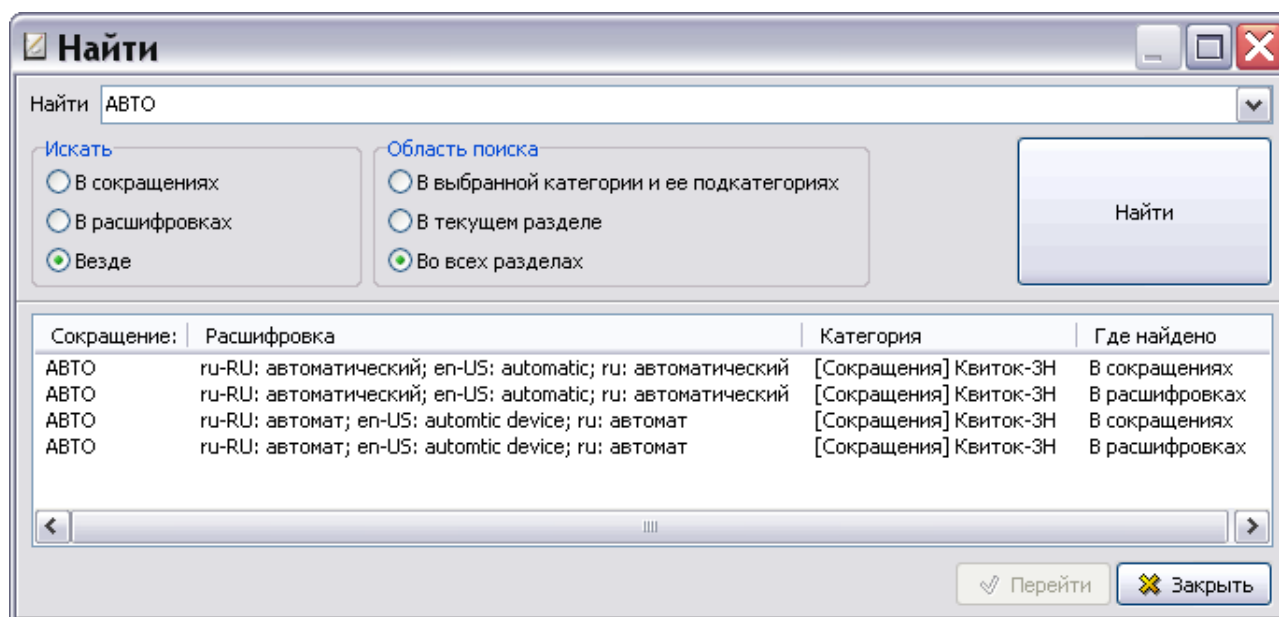 Найти
Найти АВТО
Искать Область поиска
В сокращениях В выбранной категории и ее подкатегориях
В расшифровках В текущем разделе Найти
Везде Во всех разделах
Сокращение: Расшифровка Категория Где найдено
АВТО ru-RU: автоматический; en-US: automatic; ru: автоматический [Сокращения] Квиток-3Н В сокращениях
АВТО ru-RU: автоматический; en-US: automatic; ru: автоматический [Сокращения] Квиток-3Н В расшифровках
АВТО ru-RU: автомат; en-US: automtic device; ru: автомат [Сокращения] Квиток-3Н В сокращениях
АВТО ru-RU: автомат; en-US: automtic device; ru: автомат [Сокращения] Квиток-3Н В расшифровках
Перейти Закрыть